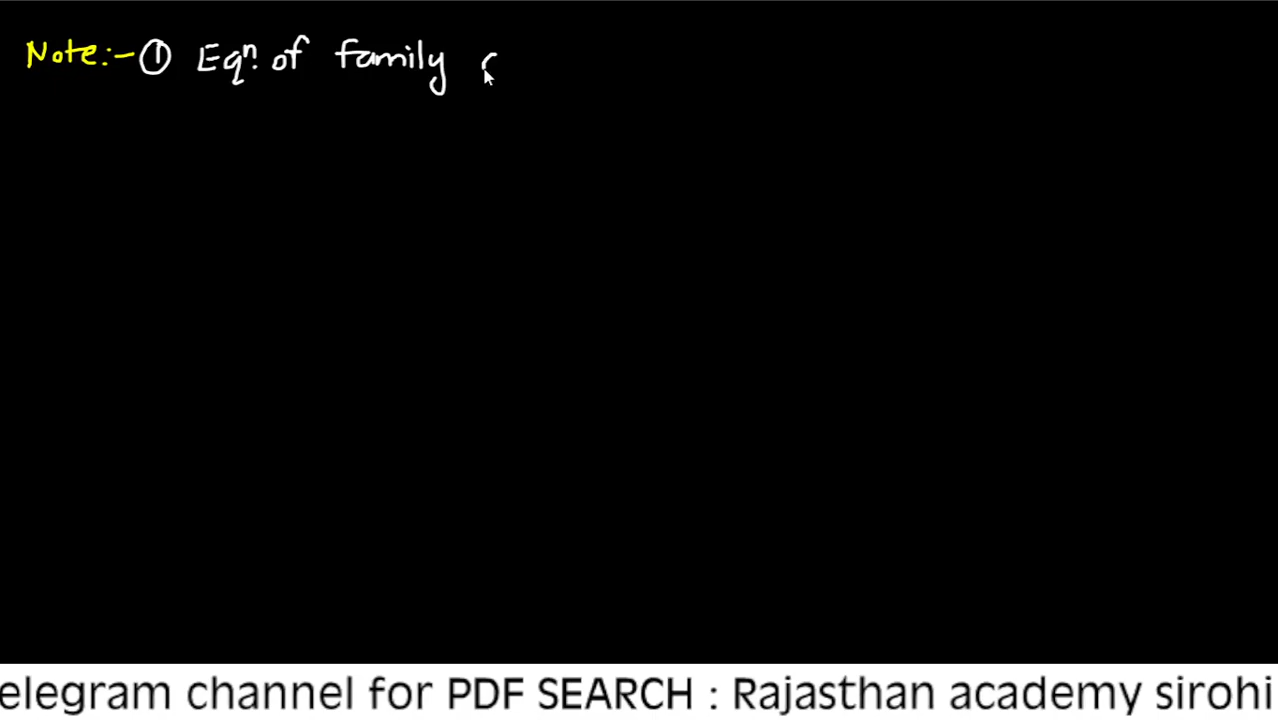 Note:- ① Eqn. of family
elegram channel for PDF SEARCH : Rajasthan academy sirohi